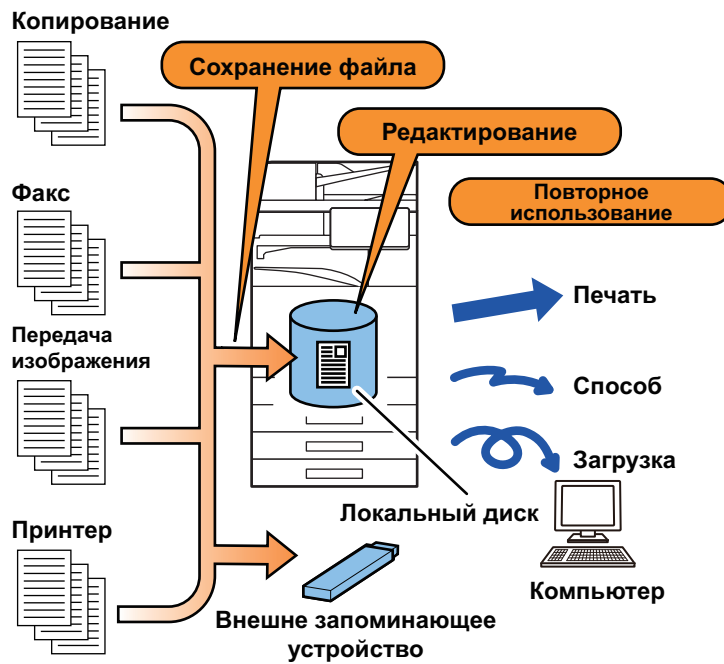 Копирование
Сохранение файла
Редактирование
Факс
Повторное
использование
Печать
Передача
изображения
Способ
Загрузка
Локальный диск
Принтер
Компьютер
Внешне запоминающее
устройство